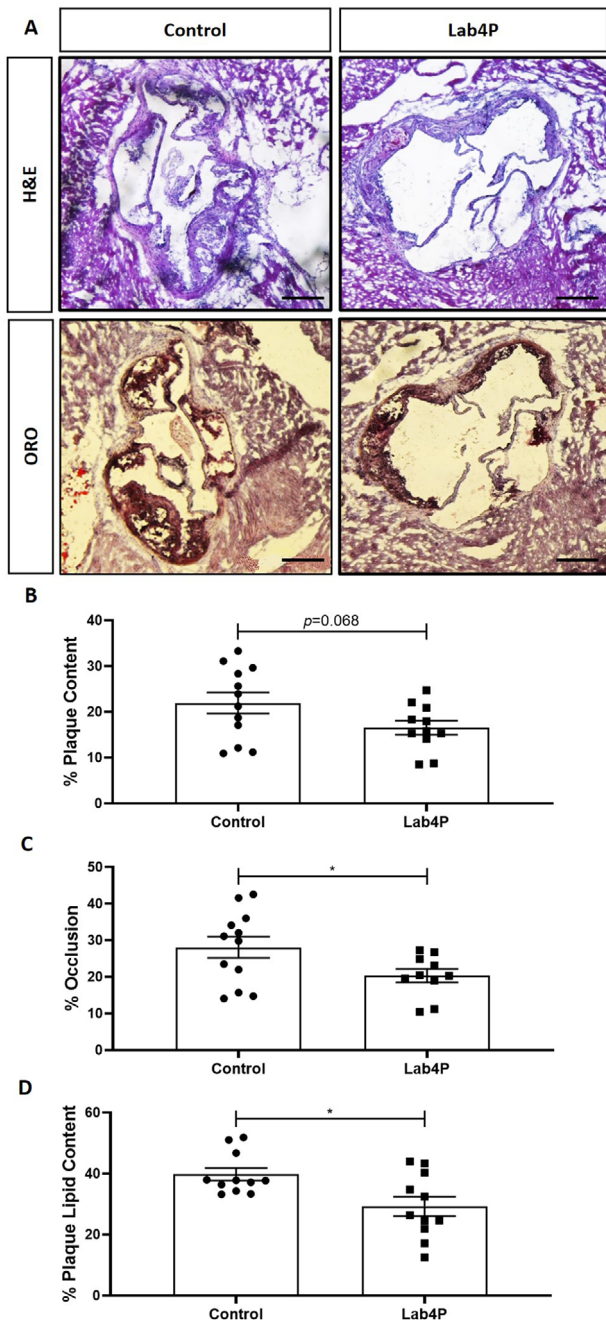 A
Control
Lab4P
H&E
ORO
B
% Plaque Content
40
30
20
10
0
p=0.068
Control
Lab4P
C
% Occlusion
50
40
30
20
10
0
*
Control
Lab4P
D
% Plaque Lipid Content
60
40
20
0
*
Control
Lab4P